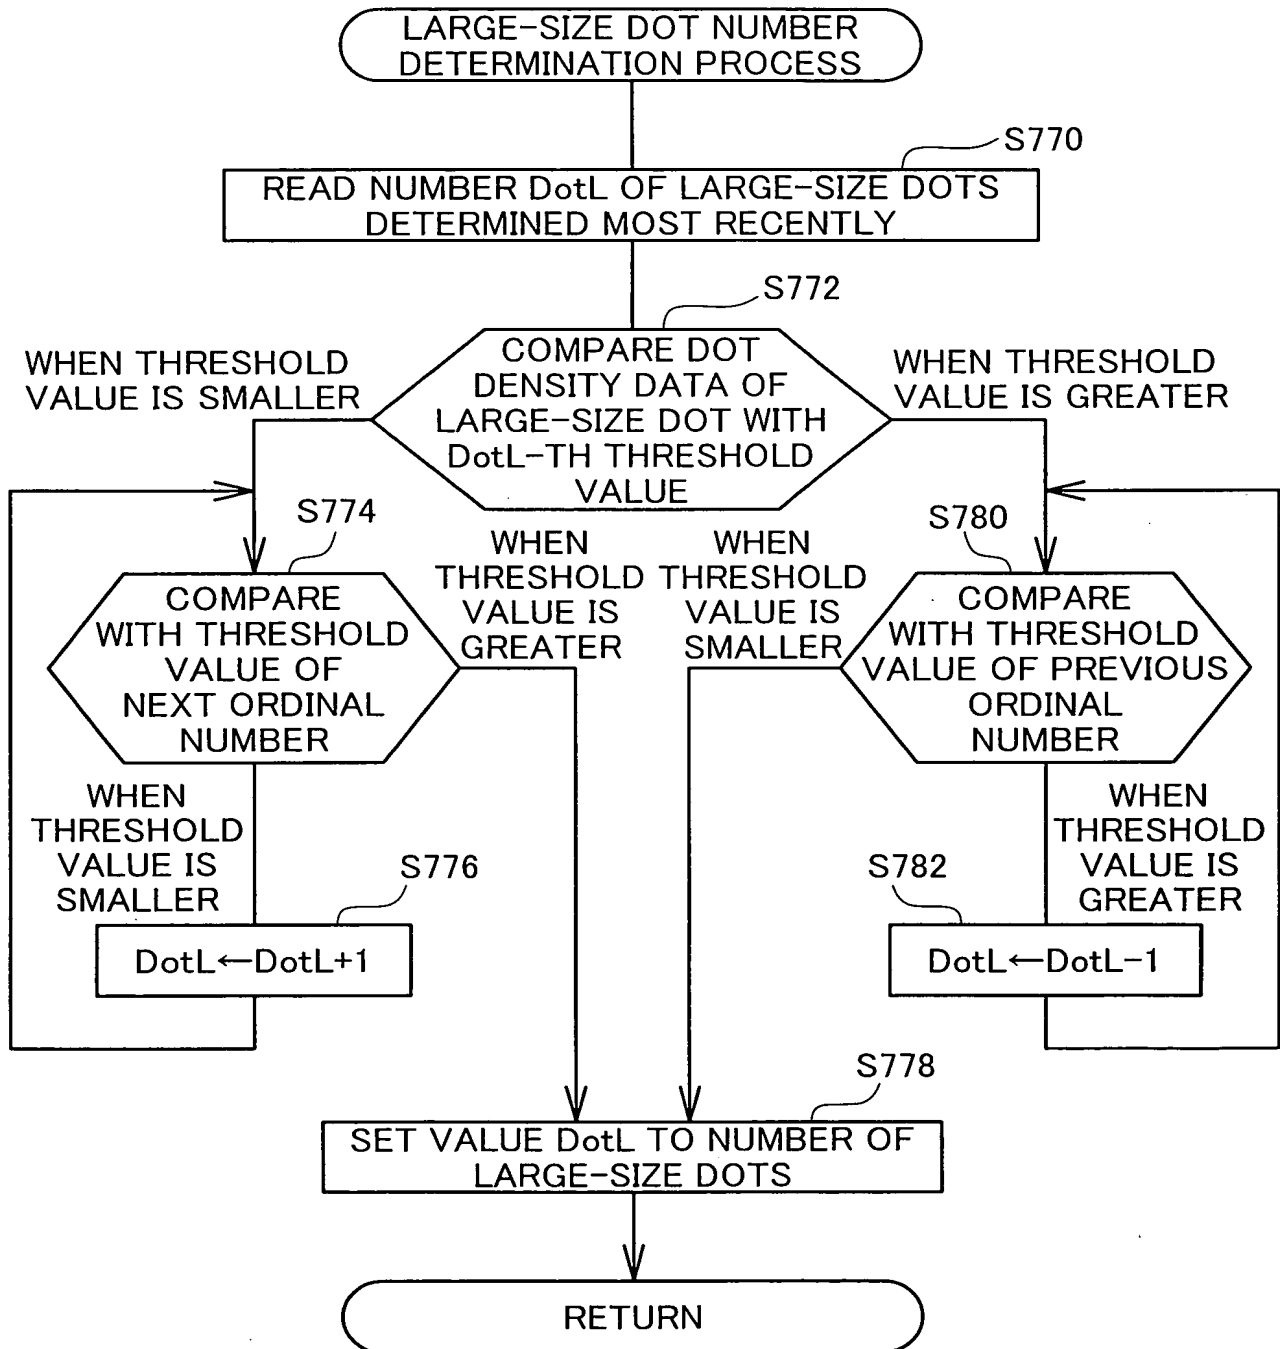 LARGE-SIZE DOT NUMBER
DETERMINATION PROCESS
S770
READ NUMBER DotL OF LARGE-SIZE DOTS
DETERMINED MOST RECENTLY
S772
COMPARE DOT
DENSITY DATA OF
LARGE-SIZE DOT WITH
DotL-TH THRESHOLD
VALUE
WHEN THRESHOLD
VALUE IS SMALLER
WHEN THRESHOLD
VALUE IS GREATER
S774
COMPARE
WITH THRESHOLD
VALUE OF
NEXT ORDINAL
NUMBER
WHEN
THRESHOLD
VALUE IS
GREATER
WHEN
THRESHOLD
VALUE IS
SMALLER
S780
COMPARE
WITH THRESHOLD
VALUE OF PREVIOUS
ORDINAL
NUMBER
WHEN
THRESHOLD
VALUE IS
SMALLER
S776
DotL←DotL+1
WHEN
THRESHOLD
VALUE IS
GREATER
S782
DotL←DotL-1
S778
SET VALUE DotL TO NUMBER OF
LARGE-SIZE DOTS
RETURN